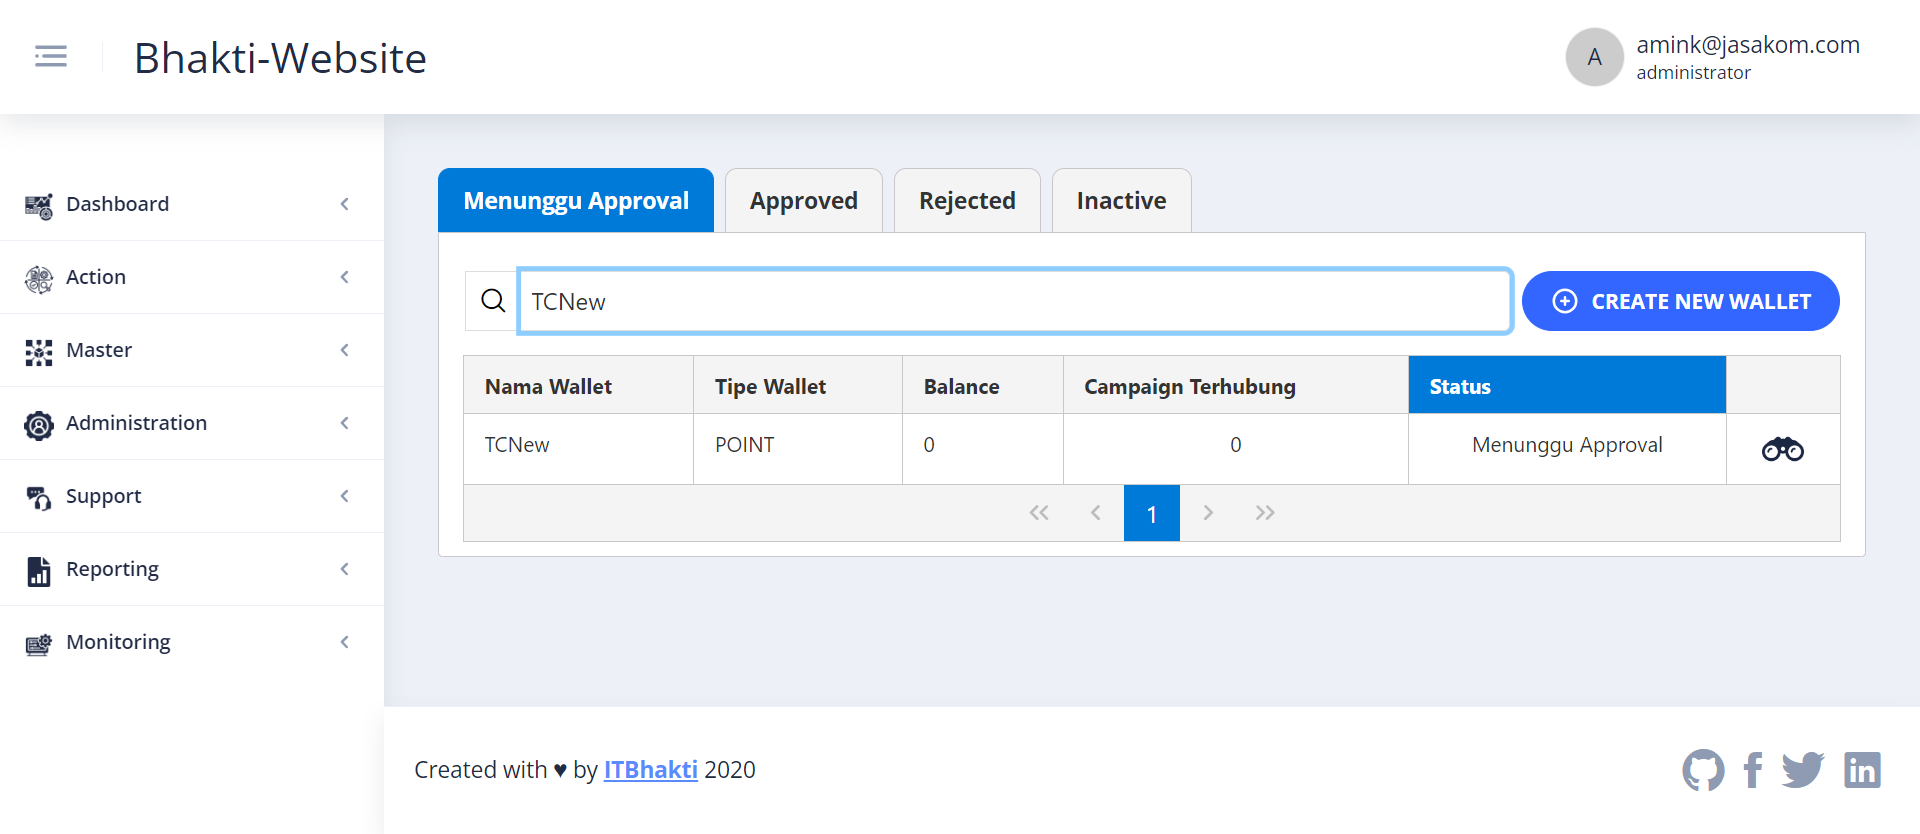 Bhakti-Website
A
amink@jasakom.com
administrator
Dashboard
Action
Master
Administration
Support
Reporting
Monitoring
Menunggu Approval
Approved
Rejected
Inactive
TCNew
CREATE NEW WALLET
Nama Wallet Tipe Wallet Balance Campaign Terhubung Status
TCNew POINT 0 0 Menunggu Approval
1
Created with ♥ by ITBhakti 2020